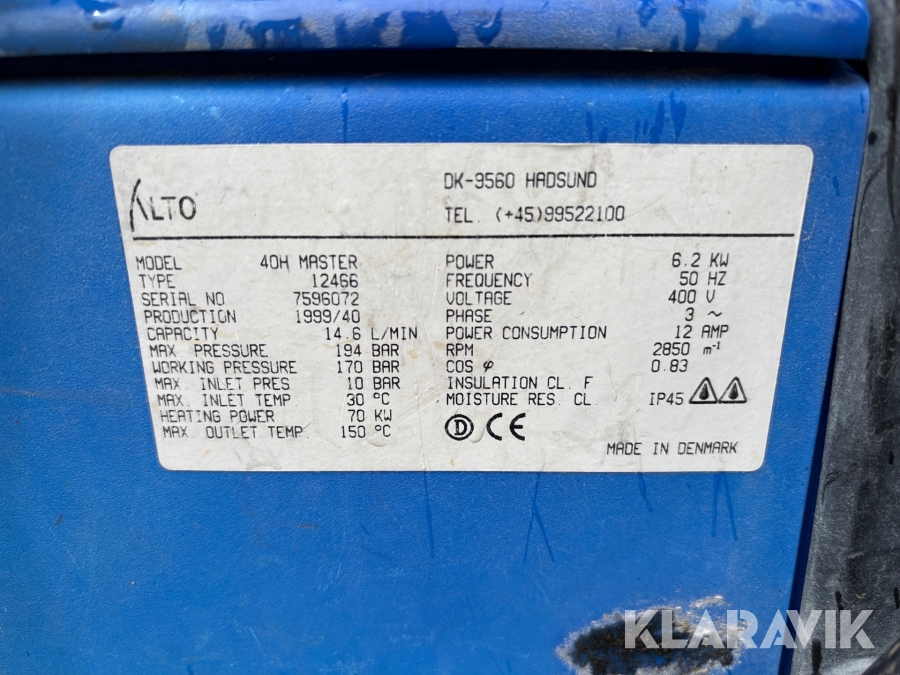 ALTO
DK-9560 HADSUND
TEL. (+45)99522100
MODEL 40H MASTER
TYPE 12466
SERIAL NO 7596072
PRODUCTION 1999/40
CAPACITY 14.6 L/MIN
MAX. PRESSURE 194 BAR
WORKING PRESSURE 170 BAR
MAX. INLET PRES 10 BAR
MAX. INLET TEMP 30 °C
HEATING POWER 70 KW
MAX. OUTLET TEMP. 150 °C
POWER 6.2 KW
FREQUENCY 50 HZ
VOLTAGE 400 V
PHASE 3 ~
POWER CONSUMPTION 12 AMP
RPM 2850 m⁻¹
COS φ 0.83
INSULATION CL. F
MOISTURE RES. CL. IP45
D CE
MADE IN DENMARK
KLARAVIK